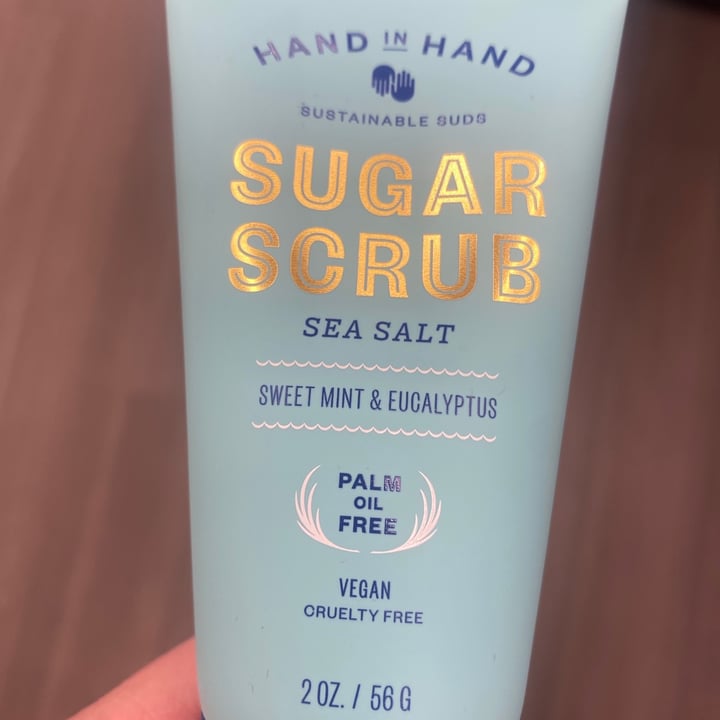 HAND IN HAND
SUSTAINABLE SUDS
SUGAR
SCRUB
SEA SALT
SWEET MINT & EUCALYPTUS
PALM
OIL
FREE
VEGAN
CRUELTY FREE
2 OZ. / 56 G